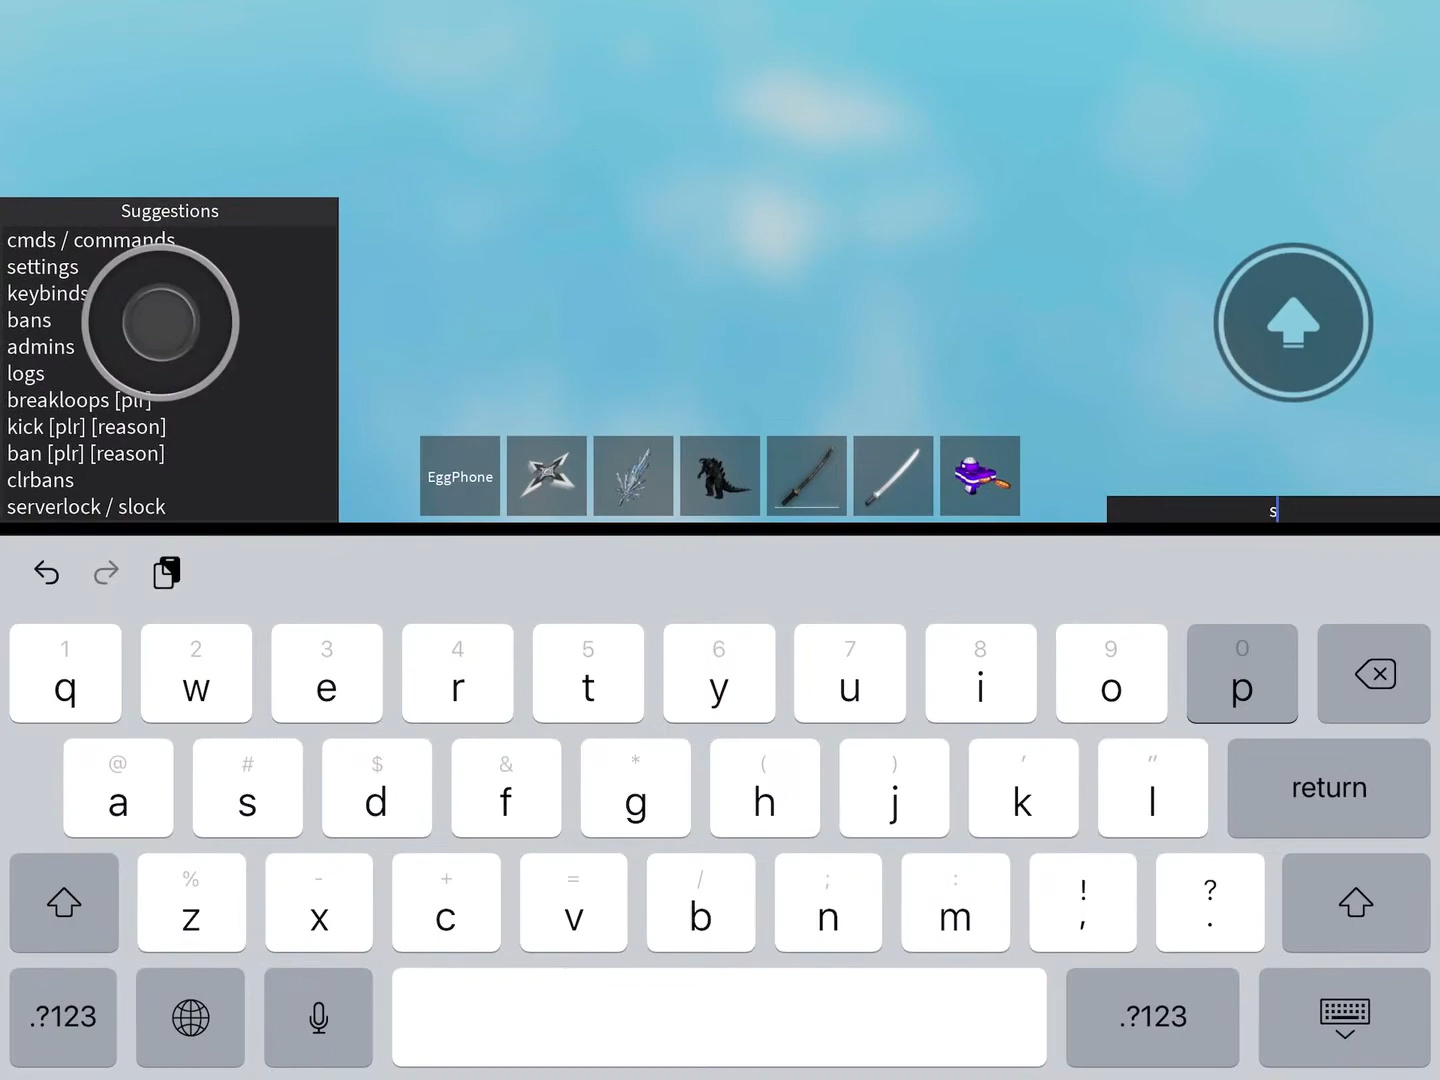 Suggestions
cmds / commands
settings
keybinds
bans
admins
logs
breakloops [plr]
kick [plr] [reason]
ban [plr] [reason]
clrbans
serverlock / slock
EggPhone
s
1 2 3 4 5 6 7 8 9 0
q w e r t y u i o p
@ # $ & * ( ) ' "
a s d f g h j k l return
% - + = / ; : ! ?
z x c v b n m , .
.?123 .?123